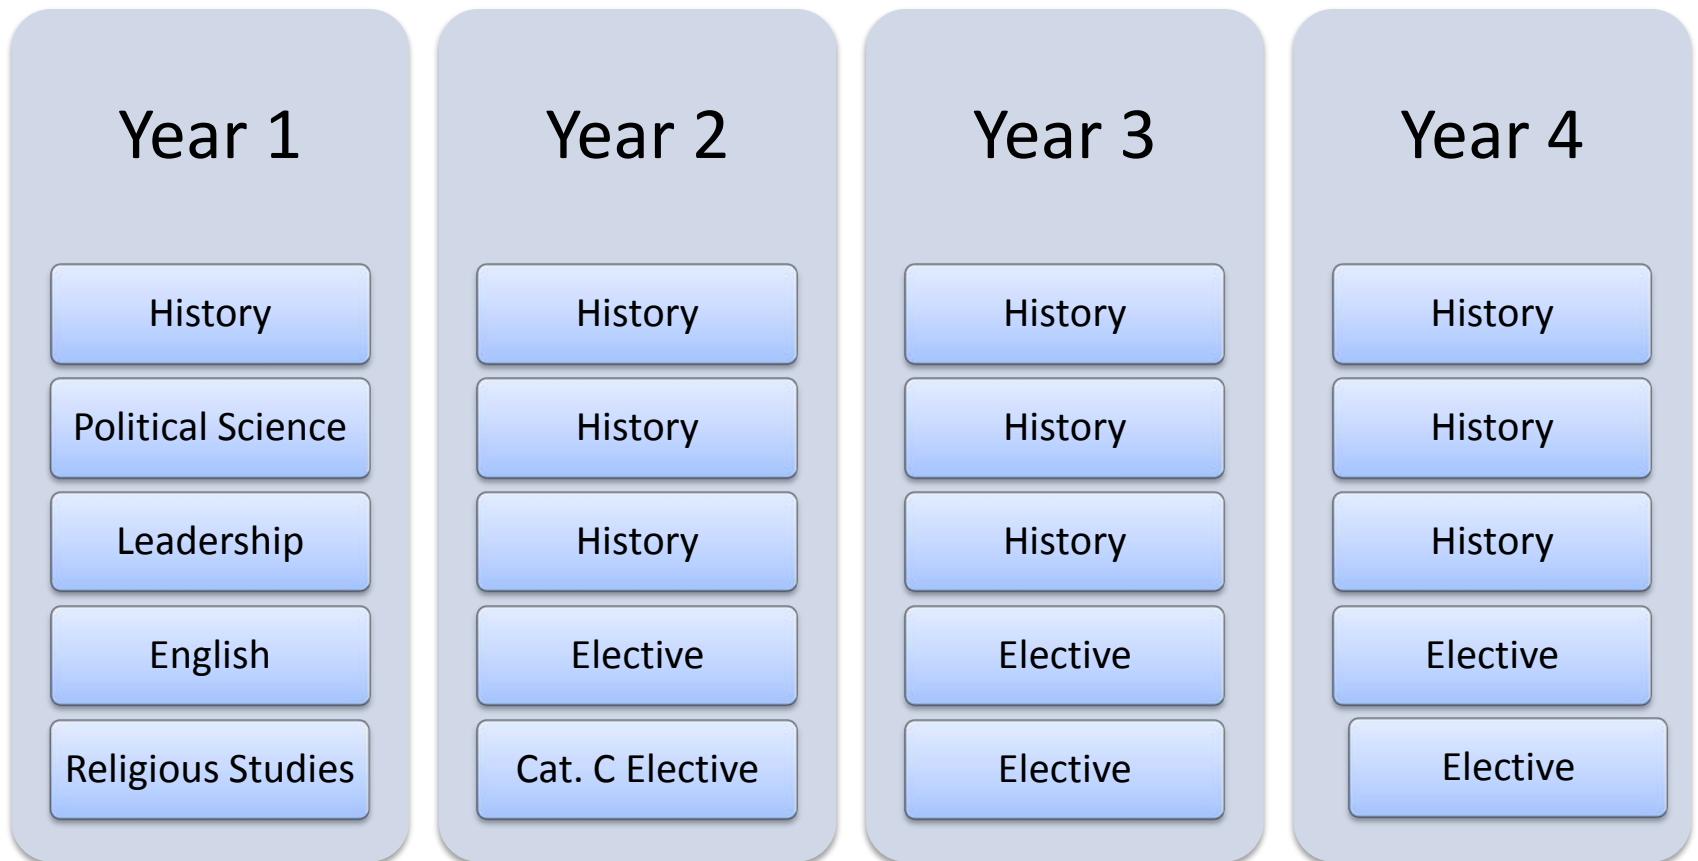 Year 1
History
Political Science
Leadership
English
Religious Studies
Year 2
History
History
History
Elective
Cat. C Elective
Year 3
History
History
History
Elective
Elective
Year 4
History
History
History
Elective
Elective